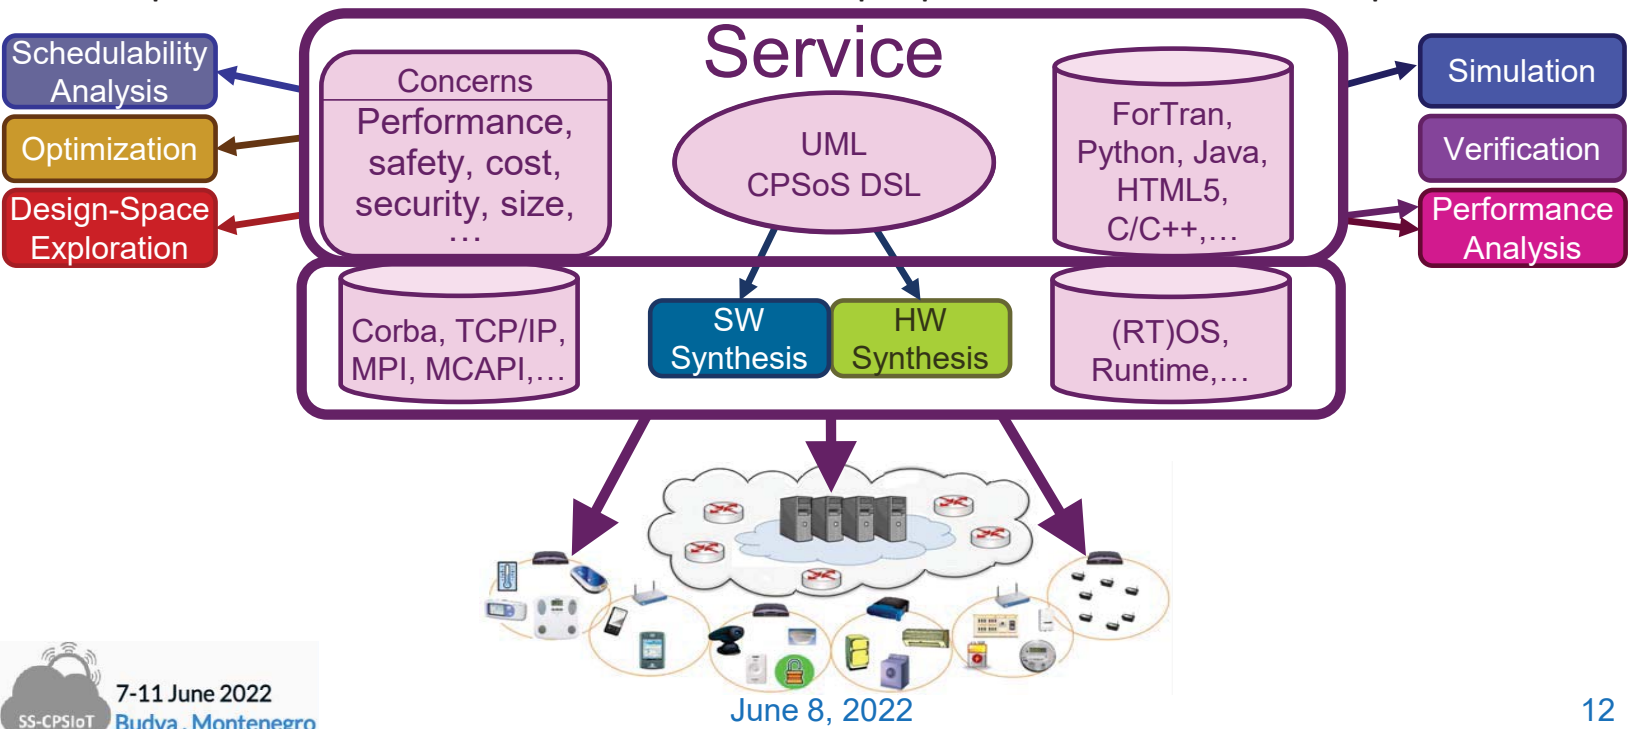 Service
Schedulability
Analysis
Optimization
Design-Space
Exploration
Concerns
Performance,
safety, cost,
security, size,
…
UML
CPSoS DSL
ForTran,
Python, Java,
HTML5,
C/C++,…
Simulation
Verification
Performance
Analysis
Corba, TCP/IP,
MPI, MCAPI,…
SW
Synthesis
HW
Synthesis
(RT)OS,
Runtime,…
SS-CPSIoT
7-11 June 2022
Budva, Montenegro
June 8, 2022
12